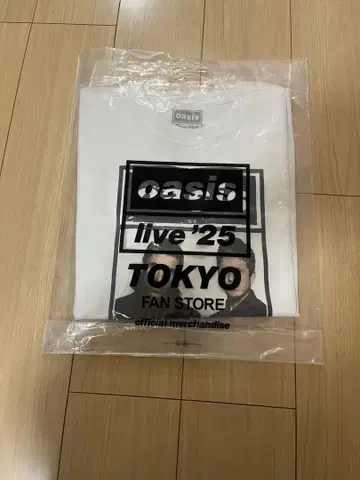 oasis
oasis
live '25
TOKYO
FAN STORE
official merchandise